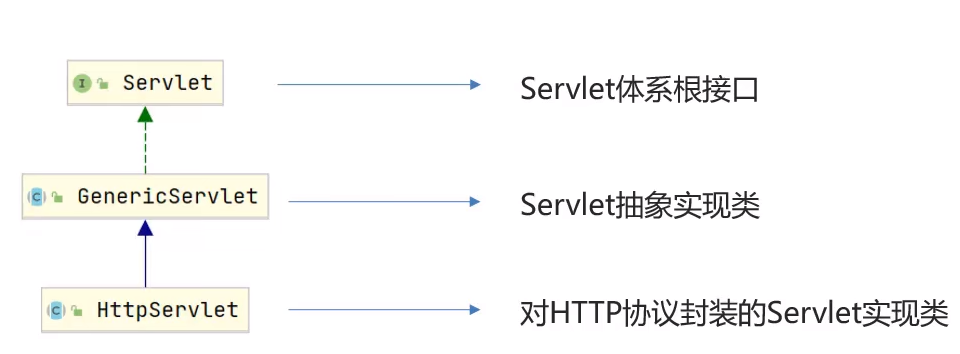 I Servlet
Servlet体系根接口
C GenericServlet
Servlet抽象实现类
C HttpServlet
对HTTP协议封装的Servlet实现类